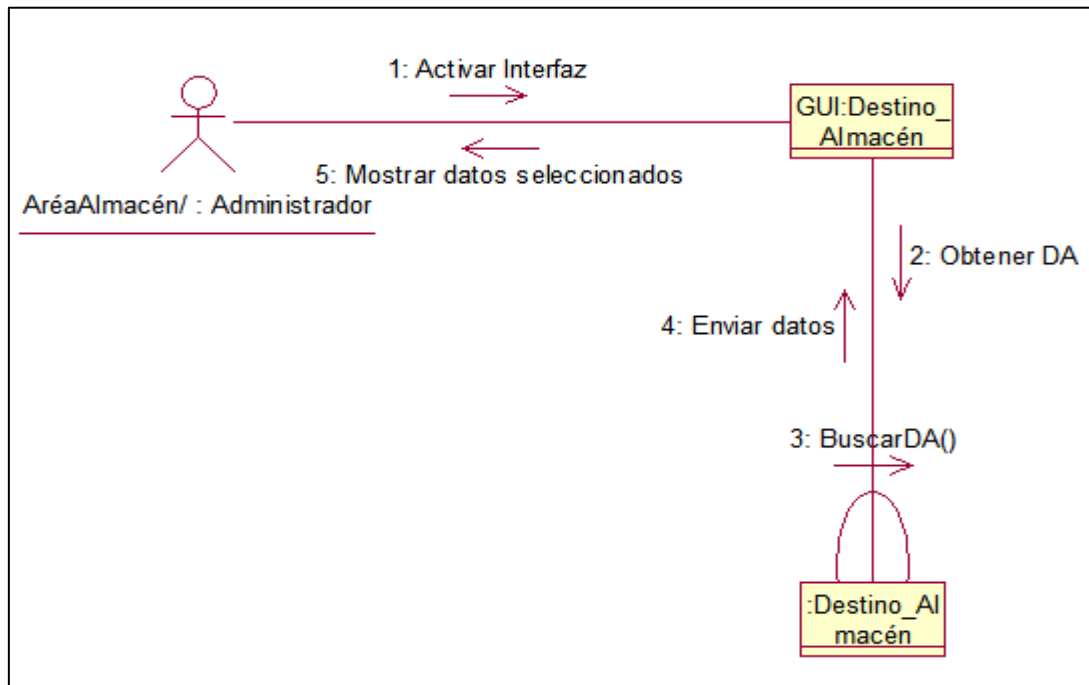 1: Activar Interfaz
GUI:Destino_
Almacén
5: Mostrar datos seleccionados
AréaAlmacén/ : Administrador
2: Obtener DA
4: Enviar datos
3: BuscarDA()
:Destino_Al
macén